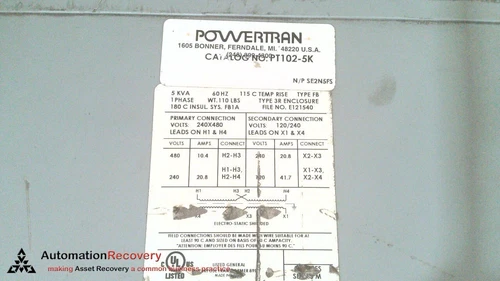 POWERTRAN
1605 BONNER, FERNDALE, MI. 48220 U.S.A.
CATALOG NO. PT102-5K
N/P SE2N5FS
5 KVA 60 HZ 115 C TEMP RISE TYPE FB
1 PHASE WT. 110 LBS TYPE 3R ENCLOSURE
180 C INSUL. SYS. FB1A FILE NO. E121540
PRIMARY CONNECTION SECONDARY CONNECTION
VOLTS: 240X480 VOLTS: 120/240
LEADS ON H1 & H4 LEADS ON X1 & X4
VOLTS AMPS CONNECT VOLTS AMPS CONNECT
480 10.4 H2-H3 240 20.8 X2-X3
240 20.8 H1-H3, H2-H4 120 41.7 X1-X3, X2-X4
H1 H3 H2 H4
X4 X3 X1
ELECTRO-STATIC SHIELDED
FIELD CONNECTIONS SHOULD BE MADE WITH WIRE SUITABLE FOR AT
LEAST 90 C AND SIZED ON BASIS OF 60 C AMPACITY.
UL LISTED GENERAL
AutomationRecovery
making Asset Recovery a common business practice